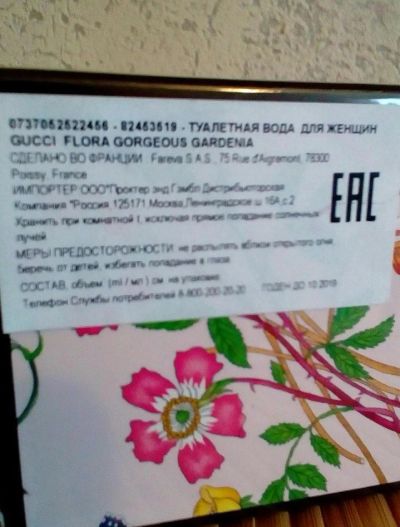 0737052522456 - 82453519 - ТУАЛЕТНАЯ ВОДА ДЛЯ ЖЕНЩИН
GUCCI FLORA GORGEOUS GARDENIA
СДЕЛАНО ВО ФРАНЦИИ Fareva S.A.S., 75 Rue d'Aigremont, 78300
Poissy, France
ИМПОРТЕР ООО"Проктер энд Гэмбл Дистрибьюторская
Компания "Россия 125171 Москва,Ленинградское ш 16А,с.2
Хранить при комнатной t, исключая прямое попадание солнечных
лучей
МЕРЫ ПРЕДОСТОРОЖНОСТИ: не распылять вблизи открытого огня,
беречь от детей, избегать попадание в глаза
СОСТАВ, объем (ml / мл ) см. на упаковке
Телефон Службы потребителей 8-800-200-20-20 ГОДЕН ДО 10 2019
EAC